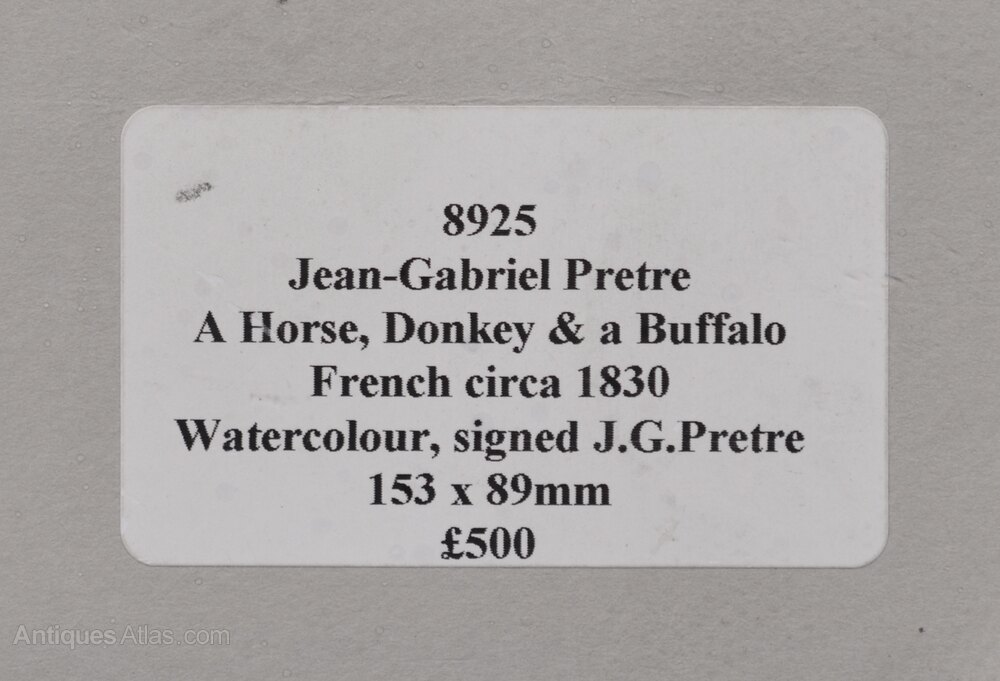 8925
Jean-Gabriel Pretre
A Horse, Donkey & a Buffalo
French circa 1830
Watercolour, signed J.G.Pretre
153 x 89mm
£500
AntiquesAtlas.com